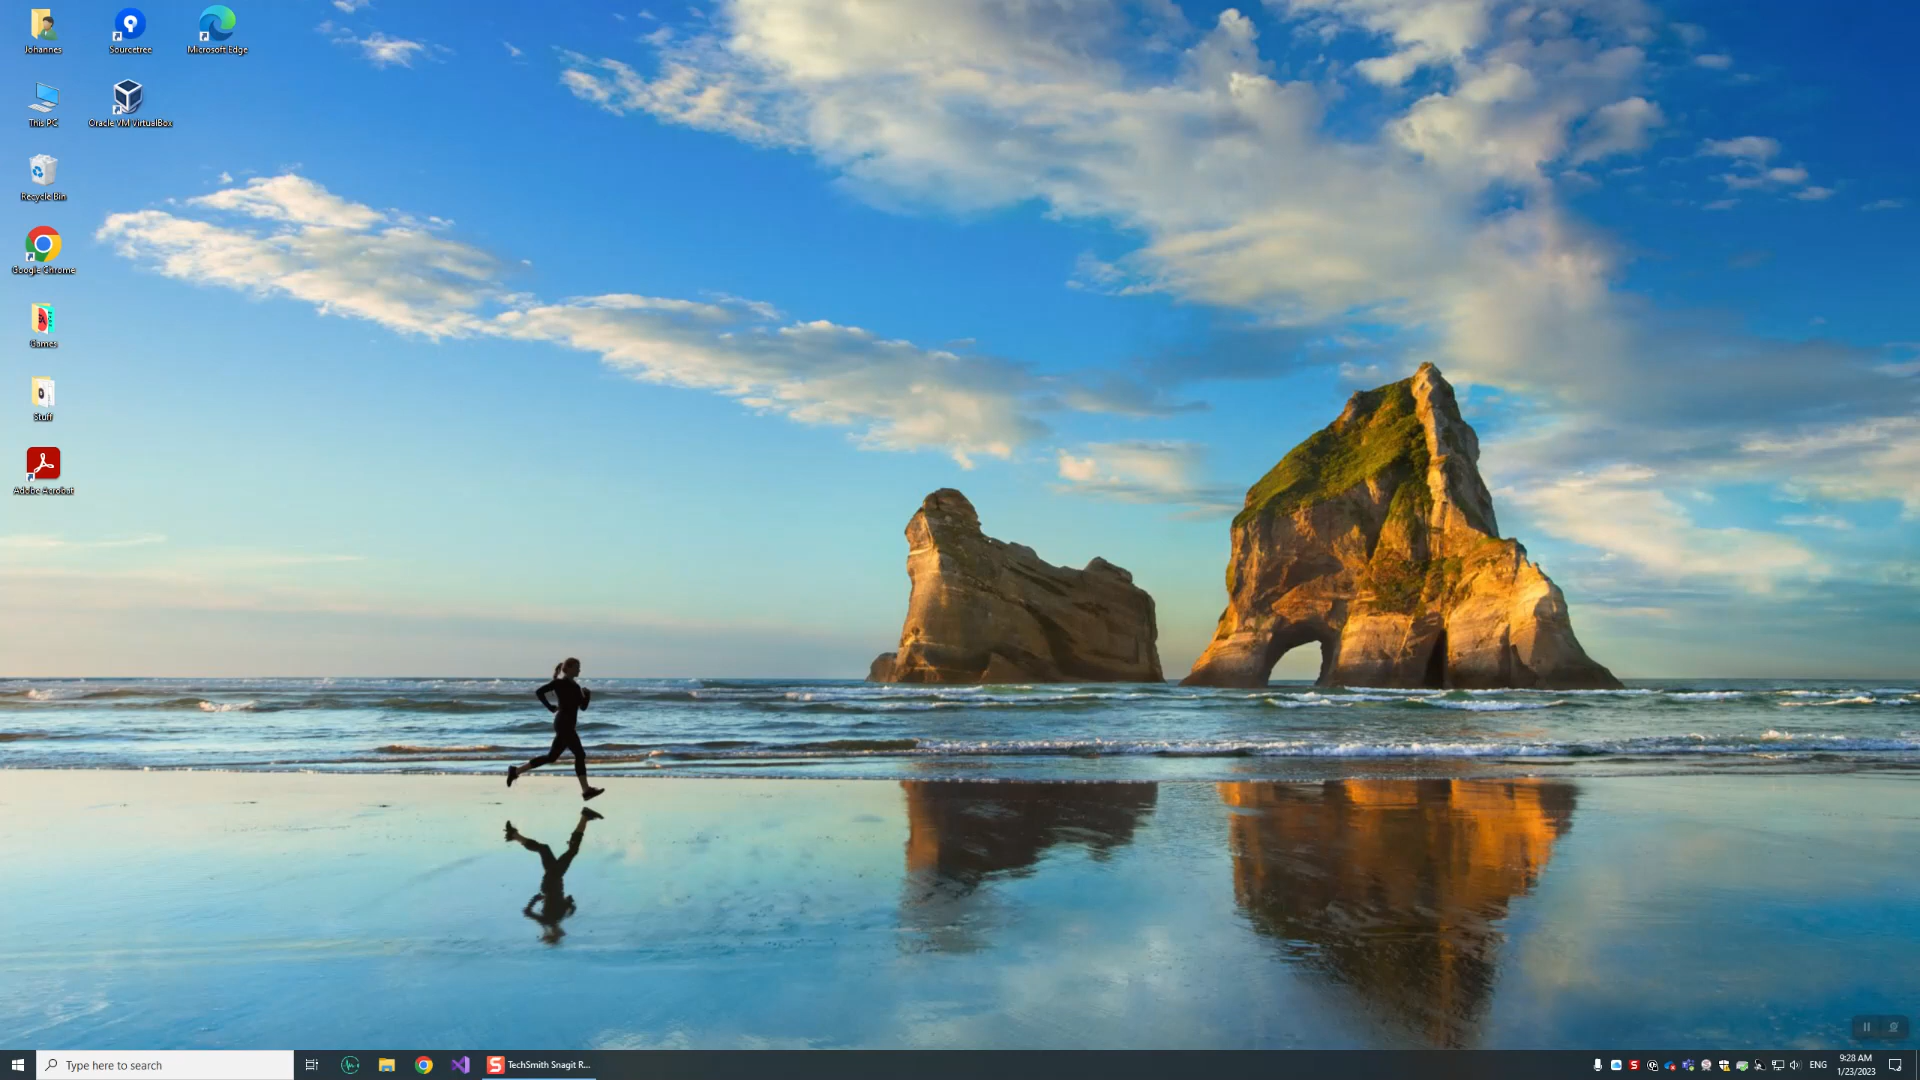 Johannes
Sourcetree
Microsoft Edge
This PC
Oracle VM VirtualBox
Recycle Bin
Google Chrome
Games
Stuff
Adobe Acrobat
Type here to search
TechSmith Snagit R...
ENG
9:28 AM
1/23/2023